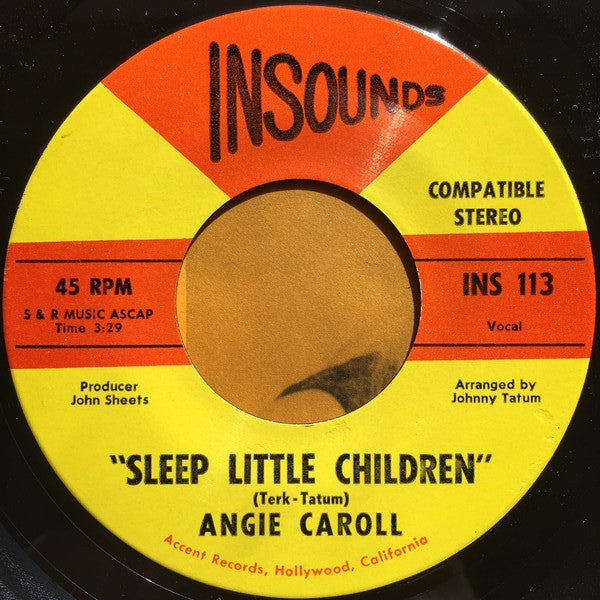 INSOUNDS
COMPATIBLE
STEREO
45 RPM
S & R MUSIC ASCAP
Time 3:29
INS 113
Vocal
Producer
John Sheets
Arranged by
Johnny Tatum
"SLEEP LITTLE CHILDREN"
(Terk-Tatum)
ANGIE CAROLL
Accent Records, Hollywood, California